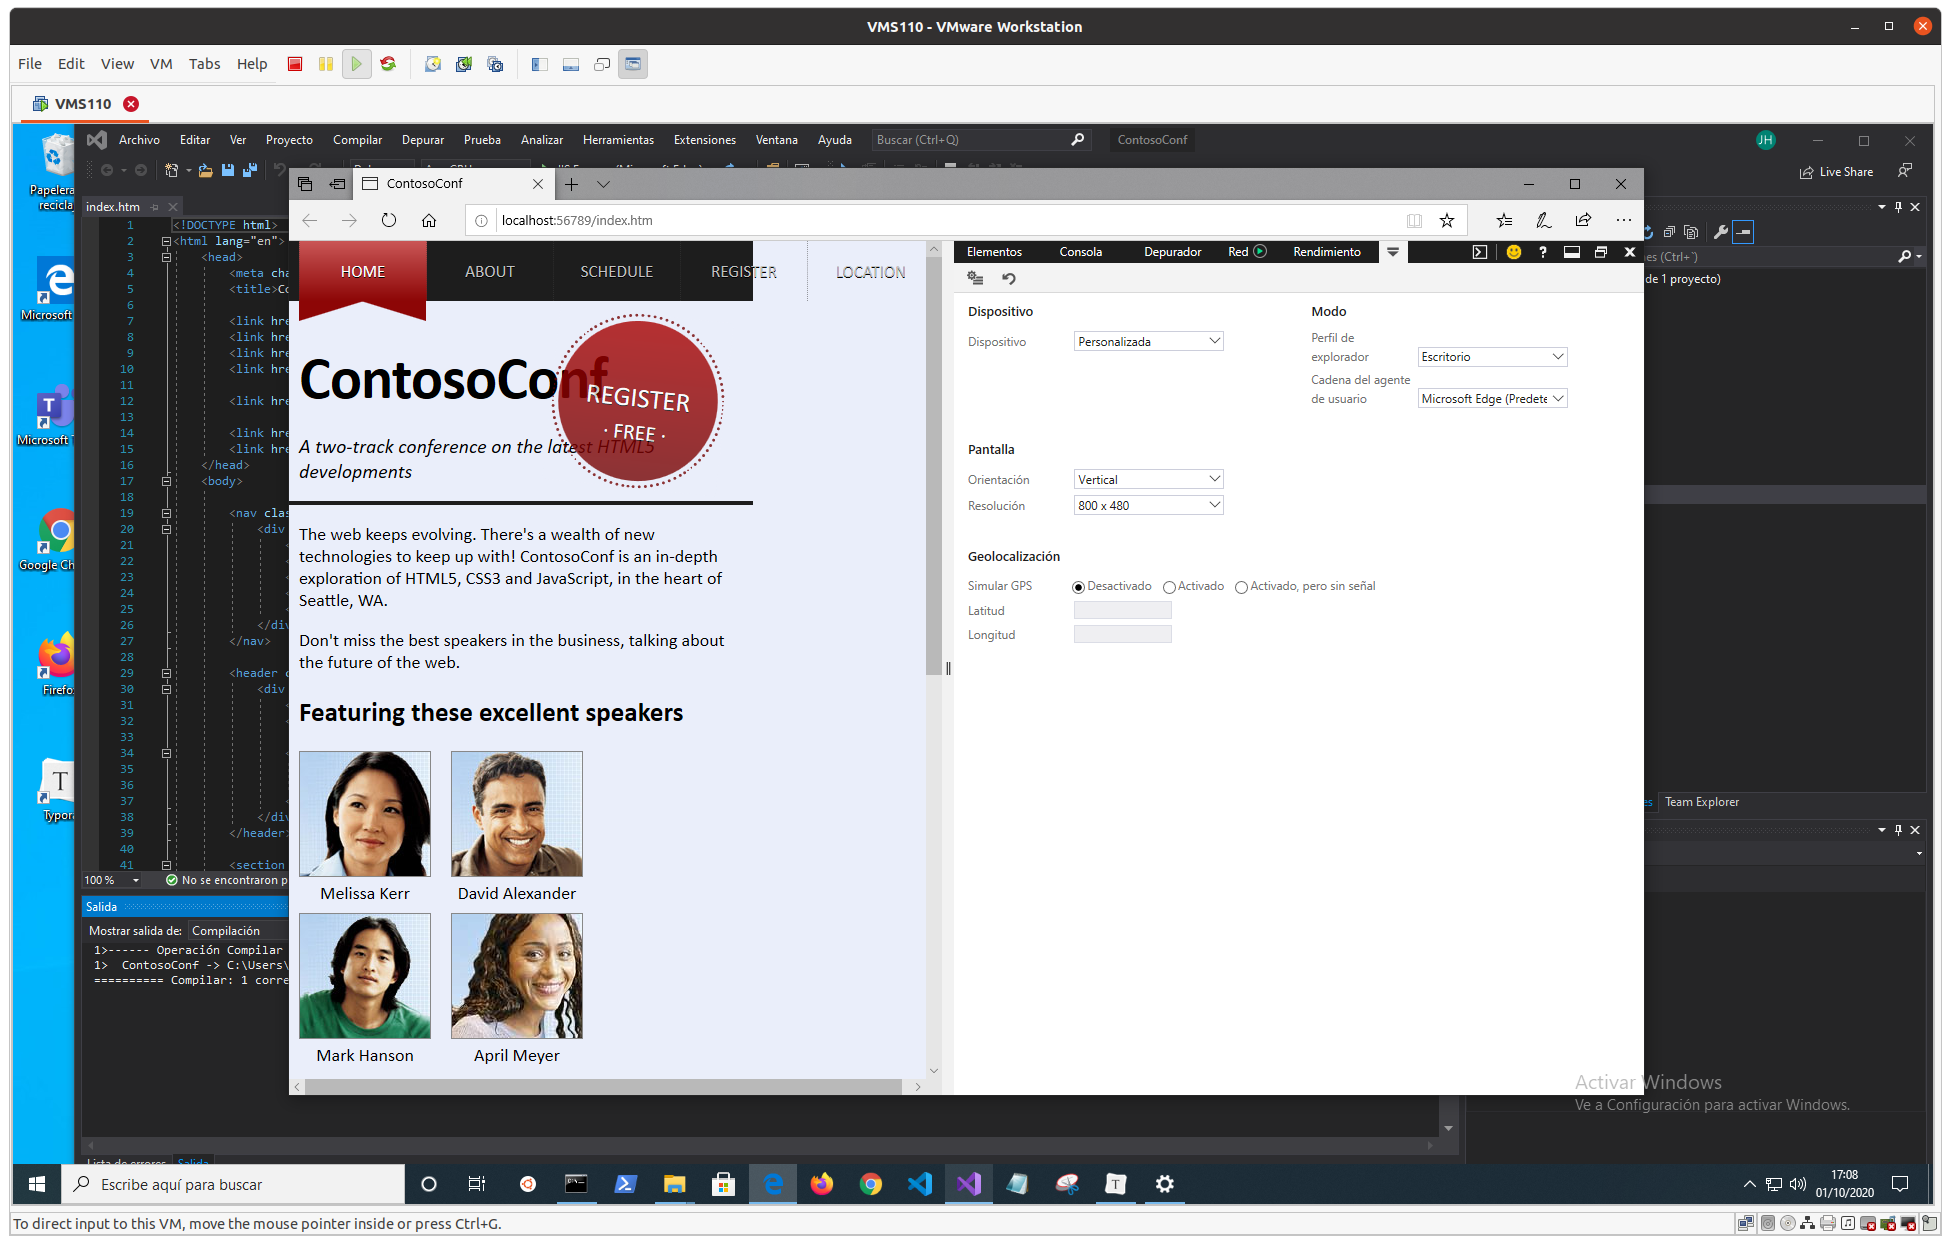 VMS110 - VMware Workstation
File Edit View VM Tabs Help
VMS110
Archivo Editar Ver Proyecto Compilar Depurar Prueba Analizar Herramientas Extensiones Ventana Ayuda Buscar (Ctrl+Q) ContosoConf JH
Live Share
Papelera
Microsoft
Microsoft T
Google Ch
Firefo
Typora
index.htm
1 <!DOCTYPE html>
2 <html lang="en">
3 <head>
4 <meta cha
5 <title>Co
6
7 <link hre
8 <link hre
9 <link hre
10 <link hre
11
12 <link hre
13
14 <link hre
15 <link hre
16 </head>
17 <body>
18
19 <nav clas
20 <div
21
22
23
24
25
26 </div
27 </nav>
28
29 <header c
30 <div
31
32
33
34
35
36
37
38 </div
39 </header>
40
41 <section
100 % No se encontraron p
Salida
Mostrar salida de: Compilación
1>------ Operación Compilar
1> ContosoConf -> C:\Users\
========== Compilar: 1 corre
Lista de errores Salida
ContosoConf
localhost:56789/index.htm
HOME ABOUT SCHEDULE REGISTER LOCATION
ContosoConf
REGISTER
· FREE ·
A two-track conference on the latest HTML5
developments
The web keeps evolving. There's a wealth of new
technologies to keep up with! ContosoConf is an in-depth
exploration of HTML5, CSS3 and JavaScript, in the heart of
Seattle, WA.
Don't miss the best speakers in the business, talking about
the future of the web.
Featuring these excellent speakers
Melissa Kerr David Alexander
Mark Hanson April Meyer
Elementos Consola Depurador Red Rendimiento
Dispositivo
Dispositivo Personalizada
Modo
Perfil de
explorador Escritorio
Cadena del agente
de usuario Microsoft Edge (Predete
Pantalla
Orientación Vertical
Resolución 800 x 480
Geolocalización
Simular GPS Desactivado Activado Activado, pero sin señal
Latitud
Longitud
es (Ctrl+´)
de 1 proyecto)
es Team Explorer
Activar Windows
Ve a Configuración para activar Windows.
Escribe aquí para buscar
17:08
01/10/2020
To direct input to this VM, move the mouse pointer inside or press Ctrl+G.